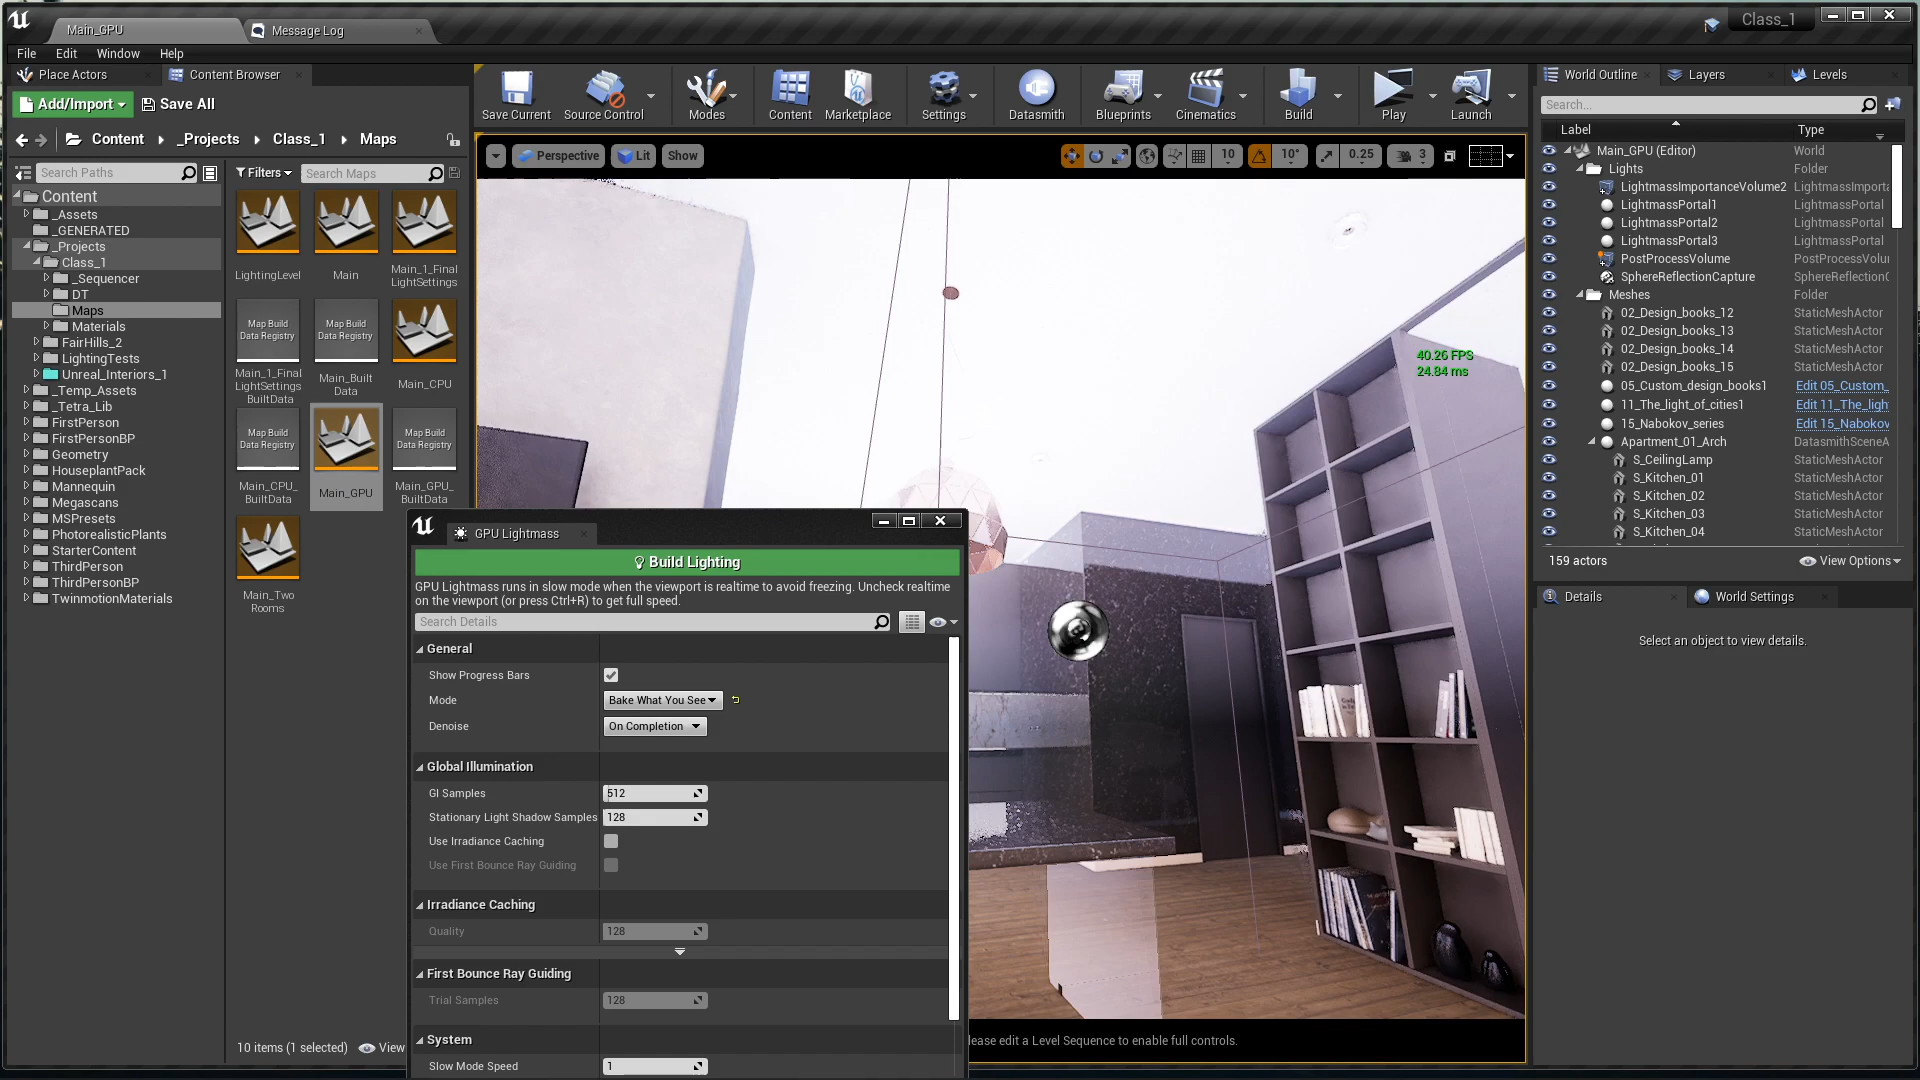 Main_GPU
Message Log
Class_1
File
Edit
Window
Help
Place Actors
Content Browser
Add/Import
Save All
Content
_Projects
Class_1
Maps
Search Paths
Filters
Search Maps
Content
_Assets
_GENERATED
_Projects
Class_1
_Sequencer
DT
Maps
Materials
FairHills_2
LightingTests
Unreal_Interiors_1
_Temp_Assets
_Tetra_Lib
FirstPerson
FirstPersonBP
Geometry
HouseplantPack
Mannequin
Megascans
MSPresets
PhotorealisticPlants
StarterContent
ThirdPerson
ThirdPersonBP
TwinmotionMaterials
LightingLevel
Main
Main_1_Final
LightSettings
Map Build
Data Registry
Map Build
Data Registry
Main_1_Final
LightSettings
BuiltData
Main_Built
Data
Main_CPU
Map Build
Data Registry
Map Build
Data Registry
Main_CPU_
BuiltData
Main_GPU
Main_GPU_
BuiltData
Main_Two
Rooms
10 items (1 selected)
View
Save Current
Source Control
Modes
Content
Marketplace
Settings
Datasmith
Blueprints
Cinematics
Build
Play
Launch
Perspective
Lit
Show
10
10°
0.25
3
40.26 FPS
24.84 ms
GPU Lightmass
Build Lighting
GPU Lightmass runs in slow mode when the viewport is realtime to avoid freezing. Uncheck realtime
on the viewport (or press Ctrl+R) to get full speed.
Search Details
General
Show Progress Bars
Mode
Bake What You See
Denoise
On Completion
Global Illumination
GI Samples
512
Stationary Light Shadow Samples
128
Use Irradiance Caching
Use First Bounce Ray Guiding
Irradiance Caching
Quality
128
First Bounce Ray Guiding
Trial Samples
128
System
Slow Mode Speed
1
lease edit a Level Sequence to enable full controls.
World Outline
Layers
Levels
Search...
Label
Type
Main_GPU (Editor)
World
Lights
Folder
LightmassImportanceVolume2
LightmassImporta
LightmassPortal1
LightmassPortal
LightmassPortal2
LightmassPortal
LightmassPortal3
LightmassPortal
PostProcessVolume
PostProcessVolu
SphereReflectionCapture
SphereReflectionC
Meshes
Folder
02_Design_books_12
StaticMeshActor
02_Design_books_13
StaticMeshActor
02_Design_books_14
StaticMeshActor
02_Design_books_15
StaticMeshActor
05_Custom_design_books1
Edit 05_Custom_
11_The_light_of_cities1
Edit 11_The_ligh
15_Nabokov_series
Edit 15_Nabokov
Apartment_01_Arch
DatasmithSceneA
S_CeilingLamp
StaticMeshActor
S_Kitchen_01
StaticMeshActor
S_Kitchen_02
StaticMeshActor
S_Kitchen_03
StaticMeshActor
S_Kitchen_04
StaticMeshActor
159 actors
View Options
Details
World Settings
Select an object to view details.